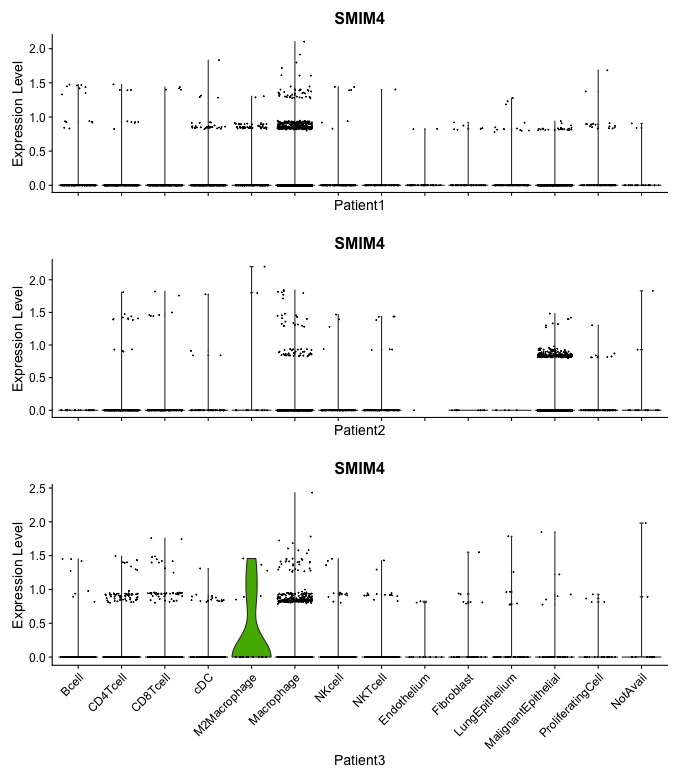 SMIM4
2.0
1.5
1.0
0.5
0.0
Expression Level
Patient1
SMIM4
2.0
1.5
1.0
0.5
0.0
Expression Level
Patient2
SMIM4
2.5
2.0
1.5
1.0
0.5
0.0
Expression Level
Bcell
CD4Tcell
CD8Tcell
cDC
M2Macrophage
Macrophage
NKcell
NKTcell
Endothelium
Fibroblast
LungEpithelium
MalignantEpithelial
ProliferatingCell
NotAvail
Patient3